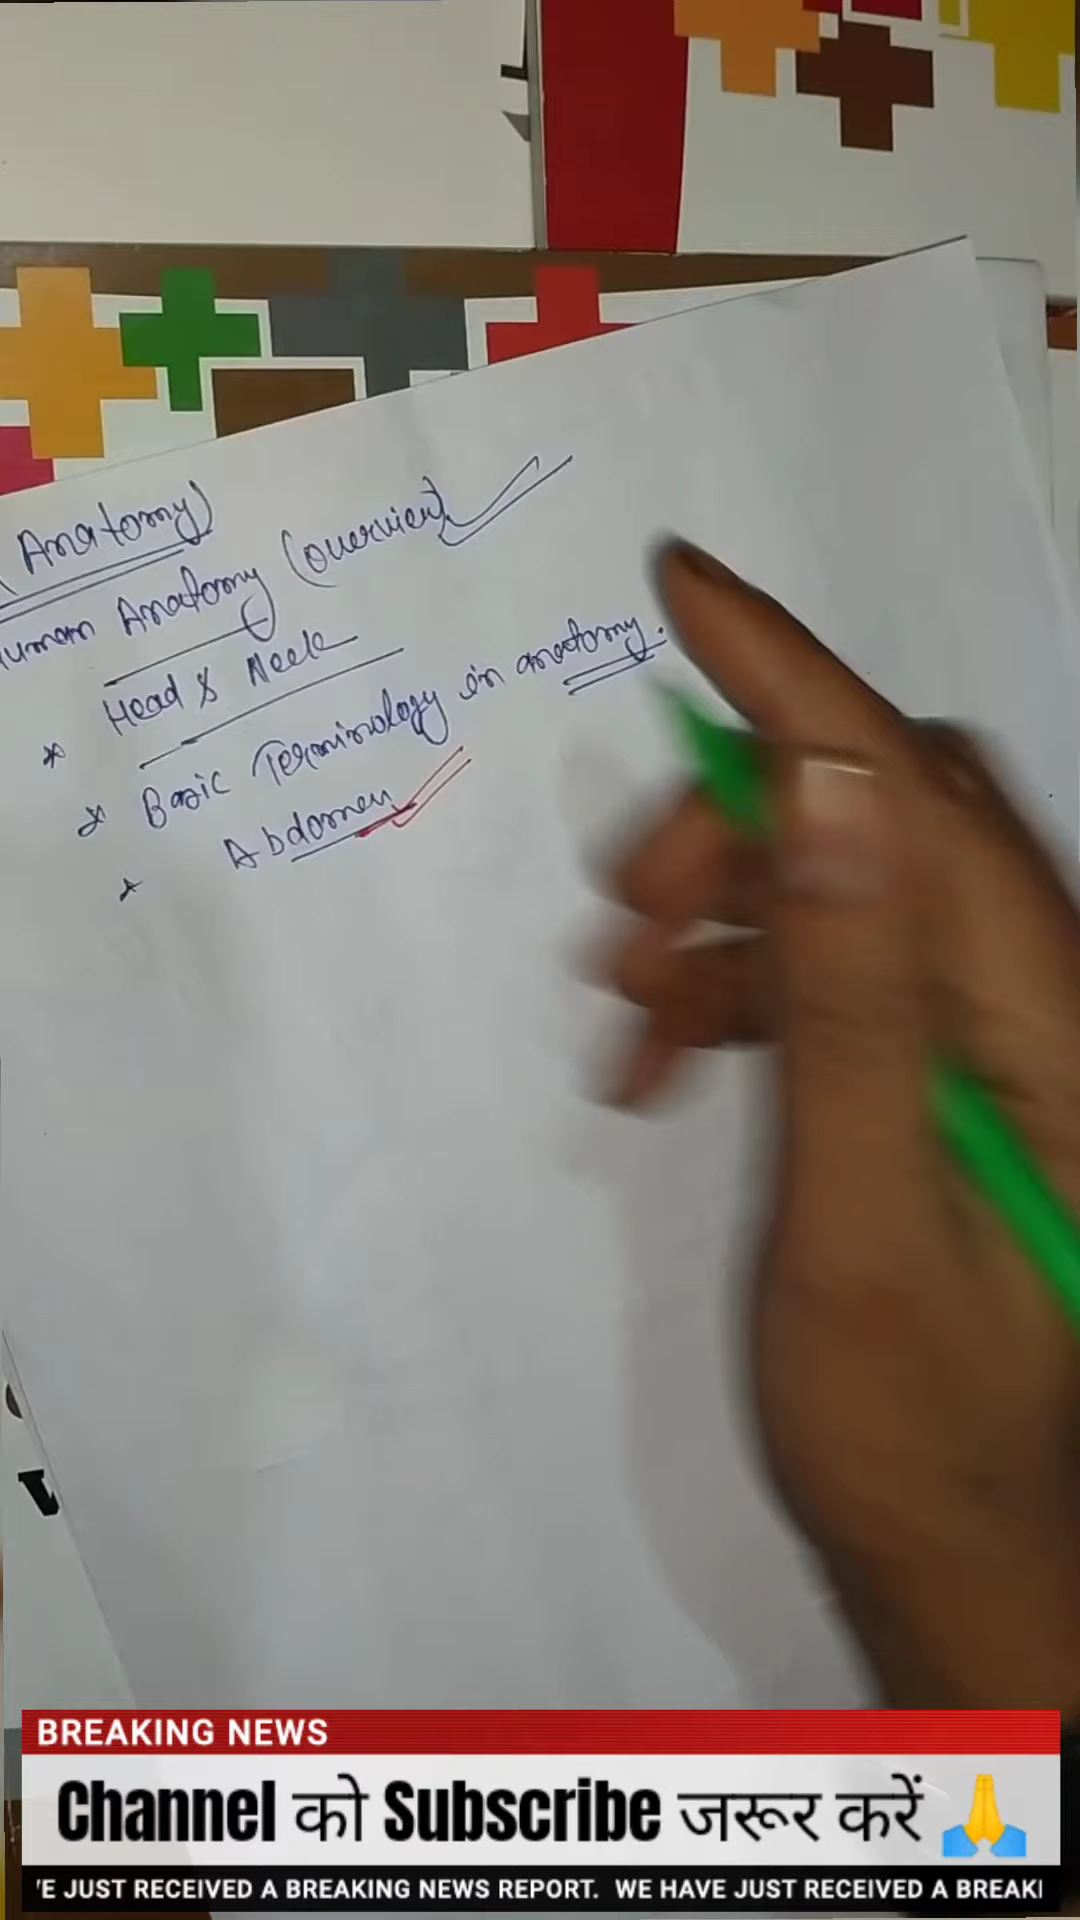 (Anatomy)
Human Anatomy (overview)
* Head & Neck
* Basic Terminology in anatomy.
* Abdomen
BREAKING NEWS
Channel को Subscribe जरूर करें 🙏
'E JUST RECEIVED A BREAKING NEWS REPORT. WE HAVE JUST RECEIVED A BREAKI